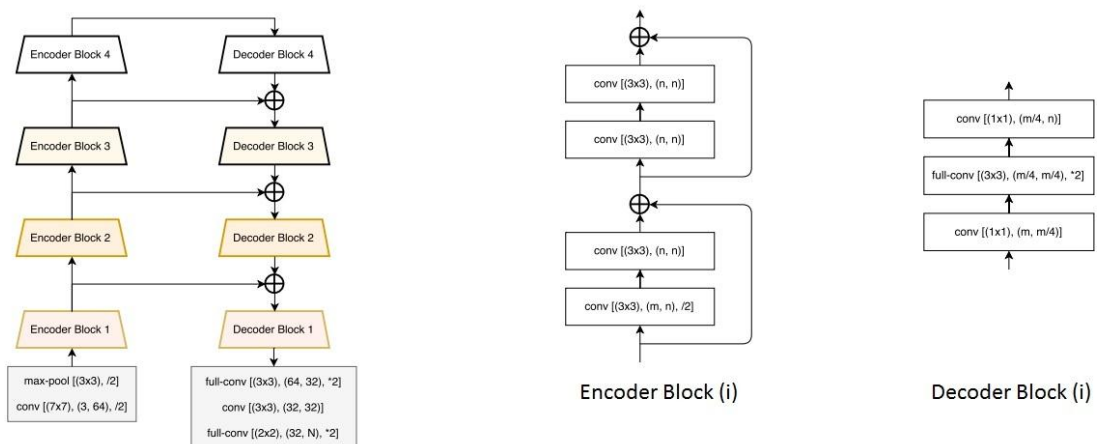 Encoder Block 4
Decoder Block 4
Encoder Block 3
Decoder Block 3
Encoder Block 2
Decoder Block 2
Encoder Block 1
Decoder Block 1
max-pool [(3x3), /2]
conv [(7x7), (3, 64), /2]
full-conv [(3x3), (64, 32), *2]
conv [(3x3), (32, 32)]
full-conv [(2x2), (32, N), *2]
conv [(3x3), (n, n)]
conv [(3x3), (n, n)]
conv [(3x3), (n, n)]
conv [(3x3), (m, n), /2]
Encoder Block (i)
conv [(1x1), (m/4, n)]
full-conv [(3x3), (m/4, m/4), *2]
conv [(1x1), (m, m/4)]
Decoder Block (i)